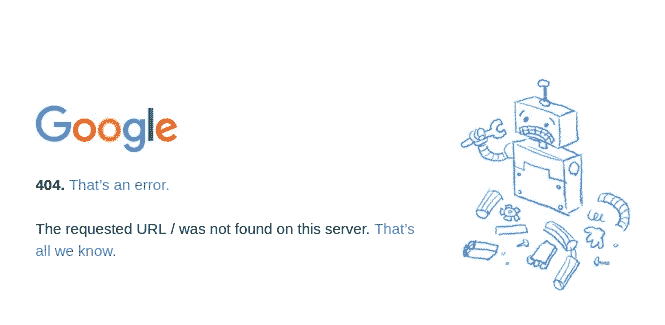 Google
404. That's an error.
The requested URL / was not found on this server. That's
all we know.